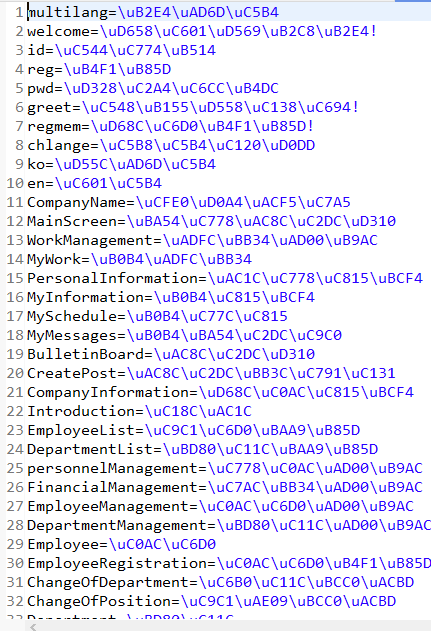 1 multilang=\uB2E4\uAD6D\uC5B4
2 welcome=\uD658\uC601\uD569\uB2C8\uB2E4!
3 id=\uC544\uC774\uB514
4 reg=\uB4F1\uB85D
5 pwd=\uD328\uC2A4\uC6CC\uB4DC
6 greet=\uC548\uB155\uD558\uC138\uC694!
7 regmem=\uD68C\uC6D0\uB4F1\uB85D!
8 chlange=\uC5B8\uC5B4\uC120\uD0DD
9 ko=\uD55C\uAD6D\uC5B4
10 en=\uC601\uC5B4
11 CompanyName=\uCFE0\uD0A4\uACF5\uC7A5
12 MainScreen=\uBA54\uC778\uAC8C\uC2DC\uD310
13 WorkManagement=\uADFC\uBB34\uAD00\uB9AC
14 MyWork=\uB0B4\uADFC\uBB34
15 PersonalInformation=\uAC1C\uC778\uC815\uBCF4
16 MyInformation=\uB0B4\uC815\uBCF4
17 MySchedule=\uB0B4\uC77C\uC815
18 MyMessages=\uB0B4\uBA54\uC2DC\uC9C0
19 BulletinBoard=\uAC8C\uC2DC\uD310
20 CreatePost=\uAC8C\uC2DC\uBB3C\uC791\uC131
21 CompanyInformation=\uD68C\uC0AC\uC815\uBCF4
22 Introduction=\uC18C\uAC1C
23 EmployeeList=\uC9C1\uC6D0\uBAA9\uB85D
24 DepartmentList=\uBD80\uC11C\uBAA9\uB85D
25 personnelManagement=\uC778\uC0AC\uAD00\uB9AC
26 FinancialManagement=\uC7AC\uBB34\uAD00\uB9AC
27 EmployeeManagement=\uC0AC\uC6D0\uAD00\uB9AC
28 DepartmentManagement=\uBD80\uC11C\uAD00\uB9AC
29 Employee=\uC0AC\uC6D0
30 EmployeeRegistration=\uC0AC\uC6D0\uB4F1\uB85D
31 ChangeOfDepartment=\uC6B0\uC11C\uBCC0\uACBD
32 ChangeOfPosition=\uC9C1\uAE09\uBCC0\uACBD